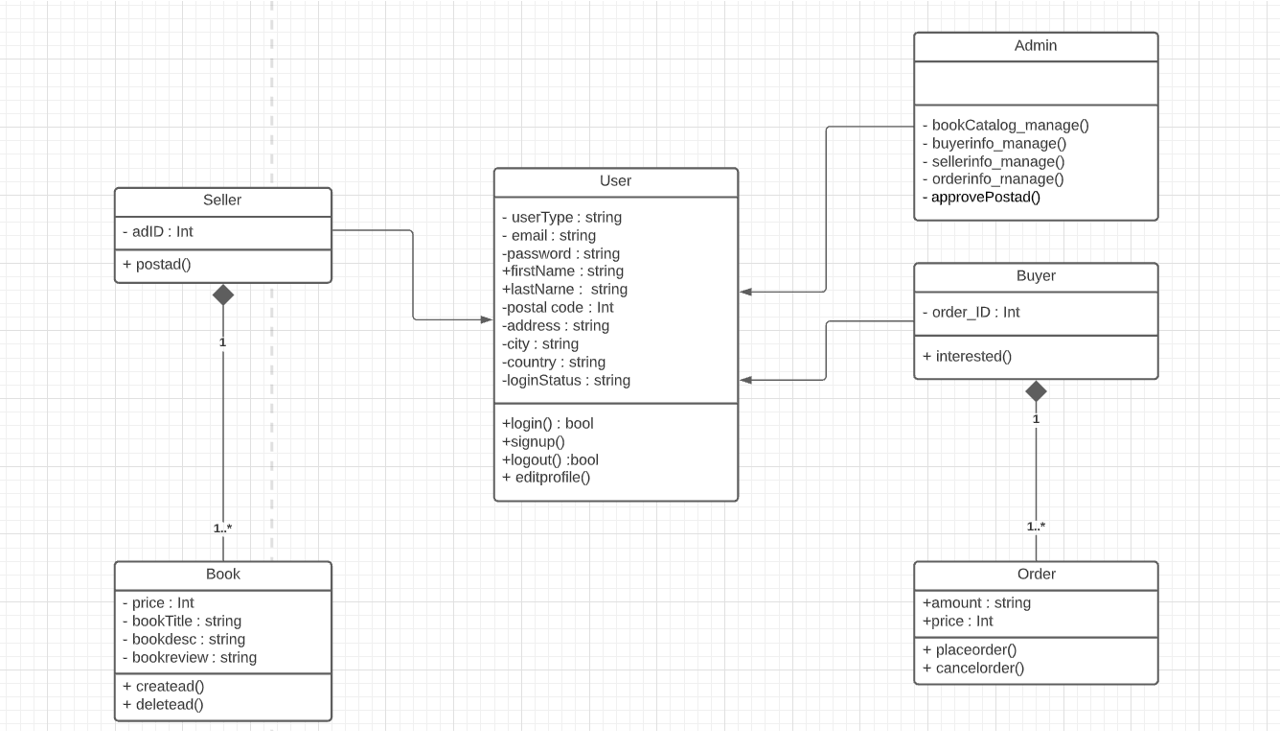 Admin
- bookCatalog_manage()
- buyerinfo_manage()
- sellerinfo_manage()
- orderinfo_manage()
- approvePostad()
User
- userType : string
- email : string
-password : string
+firstName : string
+lastName : string
-postal code : Int
-address : string
-city : string
-country : string
-loginStatus : string
+login() : bool
+signup()
+logout() :bool
+ editprofile()
Seller
- adID : Int
+ postad()
1
1..*
Buyer
- order_ID : Int
+ interested()
1
1..*
Book
- price : Int
- bookTitle : string
- bookdesc : string
- bookreview : string
+ createad()
+ deletead()
Order
+amount : string
+price : Int
+ placeorder()
+ cancelorder()